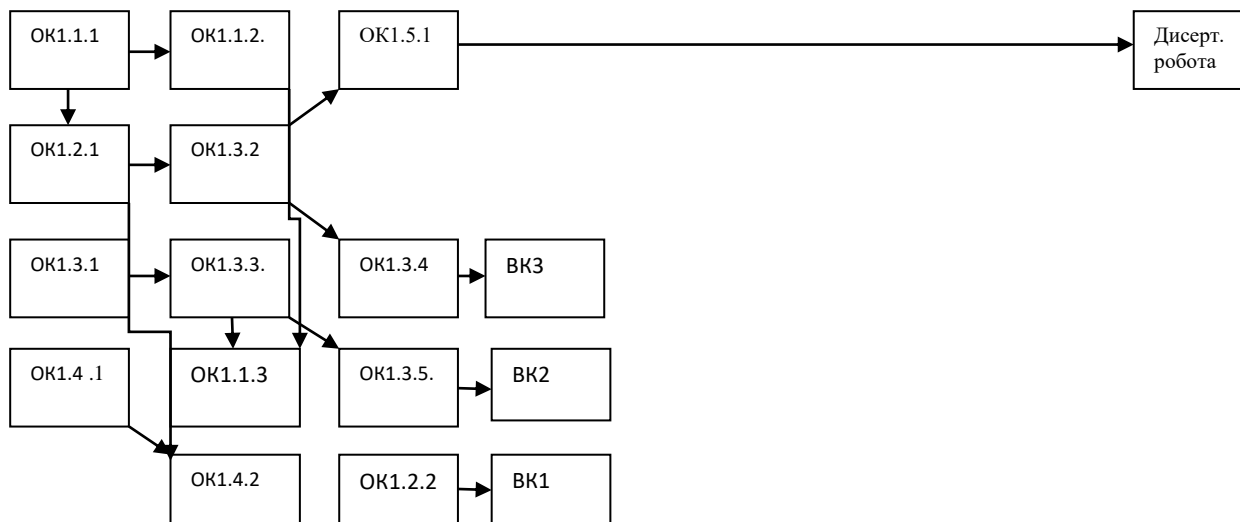 ОК1.1.1
ОК1.1.2.
ОК1.5.1
Дисерт.
робота
ОК1.2.1
ОК1.3.2
ОК1.3.1
ОК1.3.3.
ОК1.3.4
ВК3
ОК1.4 .1
ОК1.1.3
ОК1.3.5.
ВК2
ОК1.4.2
ОК1.2.2
ВК1